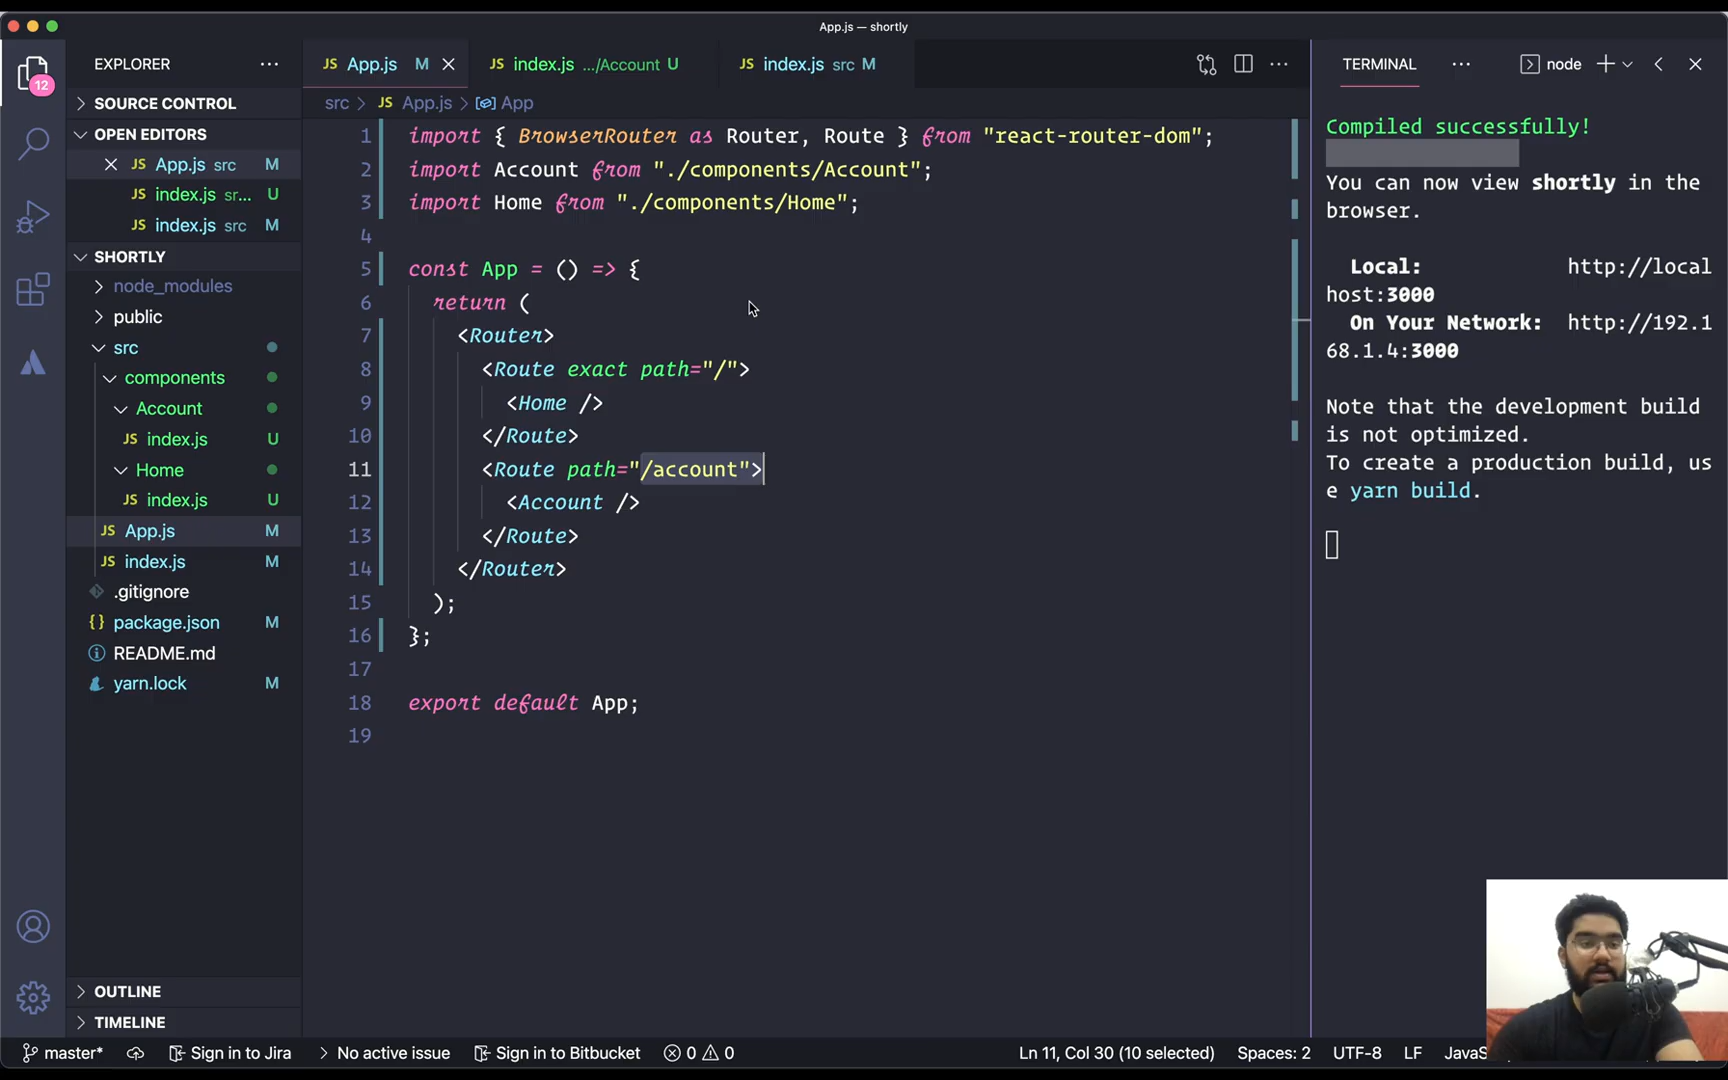 App.js — shortly
EXPLORER ...
12
SOURCE CONTROL
OPEN EDITORS
JS App.js src M
JS index.js sr... U
JS index.js src M
SHORTLY
node_modules
public
src
components
Account
JS index.js U
Home
JS index.js U
JS App.js M
JS index.js M
.gitignore
{} package.json M
README.md
yarn.lock M
OUTLINE
TIMELINE
JS App.js M
JS index.js .../Account U
JS index.js src M
src > JS App.js > App
1 import { BrowserRouter as Router, Route } from "react-router-dom";
2 import Account from "./components/Account";
3 import Home from "./components/Home";
4
5 const App = () => {
6 return (
7 <Router>
8 <Route exact path="/">
9 <Home />
10 </Route>
11 <Route path="/account">
12 <Account />
13 </Route>
14 </Router>
15 );
16 };
17
18 export default App;
19
TERMINAL ... node
Compiled successfully!
You can now view shortly in the
browser.
Local: http://local
host:3000
On Your Network: http://192.1
68.1.4:3000
Note that the development build
is not optimized.
To create a production build, us
e yarn build.
master* Sign in to Jira No active issue Sign in to Bitbucket 0 0 Ln 11, Col 30 (10 selected) Spaces: 2 UTF-8 LF